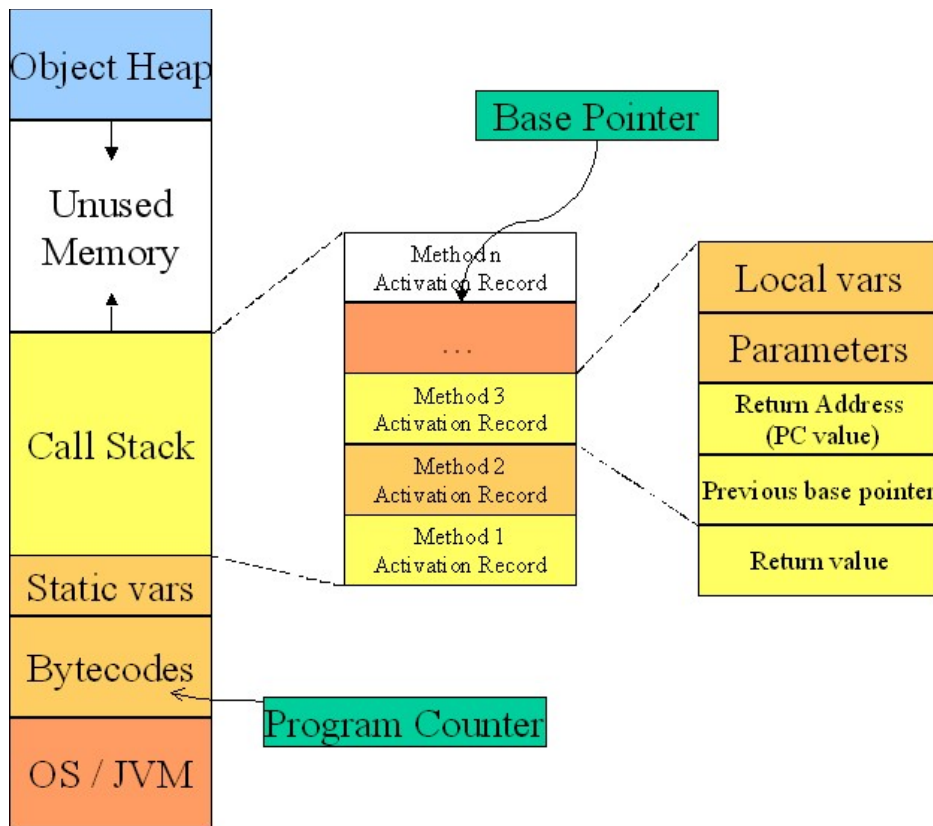 Object Heap
Unused
Memory
Call Stack
Static vars
Bytecodes
OS / JVM
Base Pointer
Method n
Activation Record
...
Method 3
Activation Record
Method 2
Activation Record
Method 1
Activation Record
Program Counter
Local vars
Parameters
Return Address
(PC value)
Previous base pointer
Return value